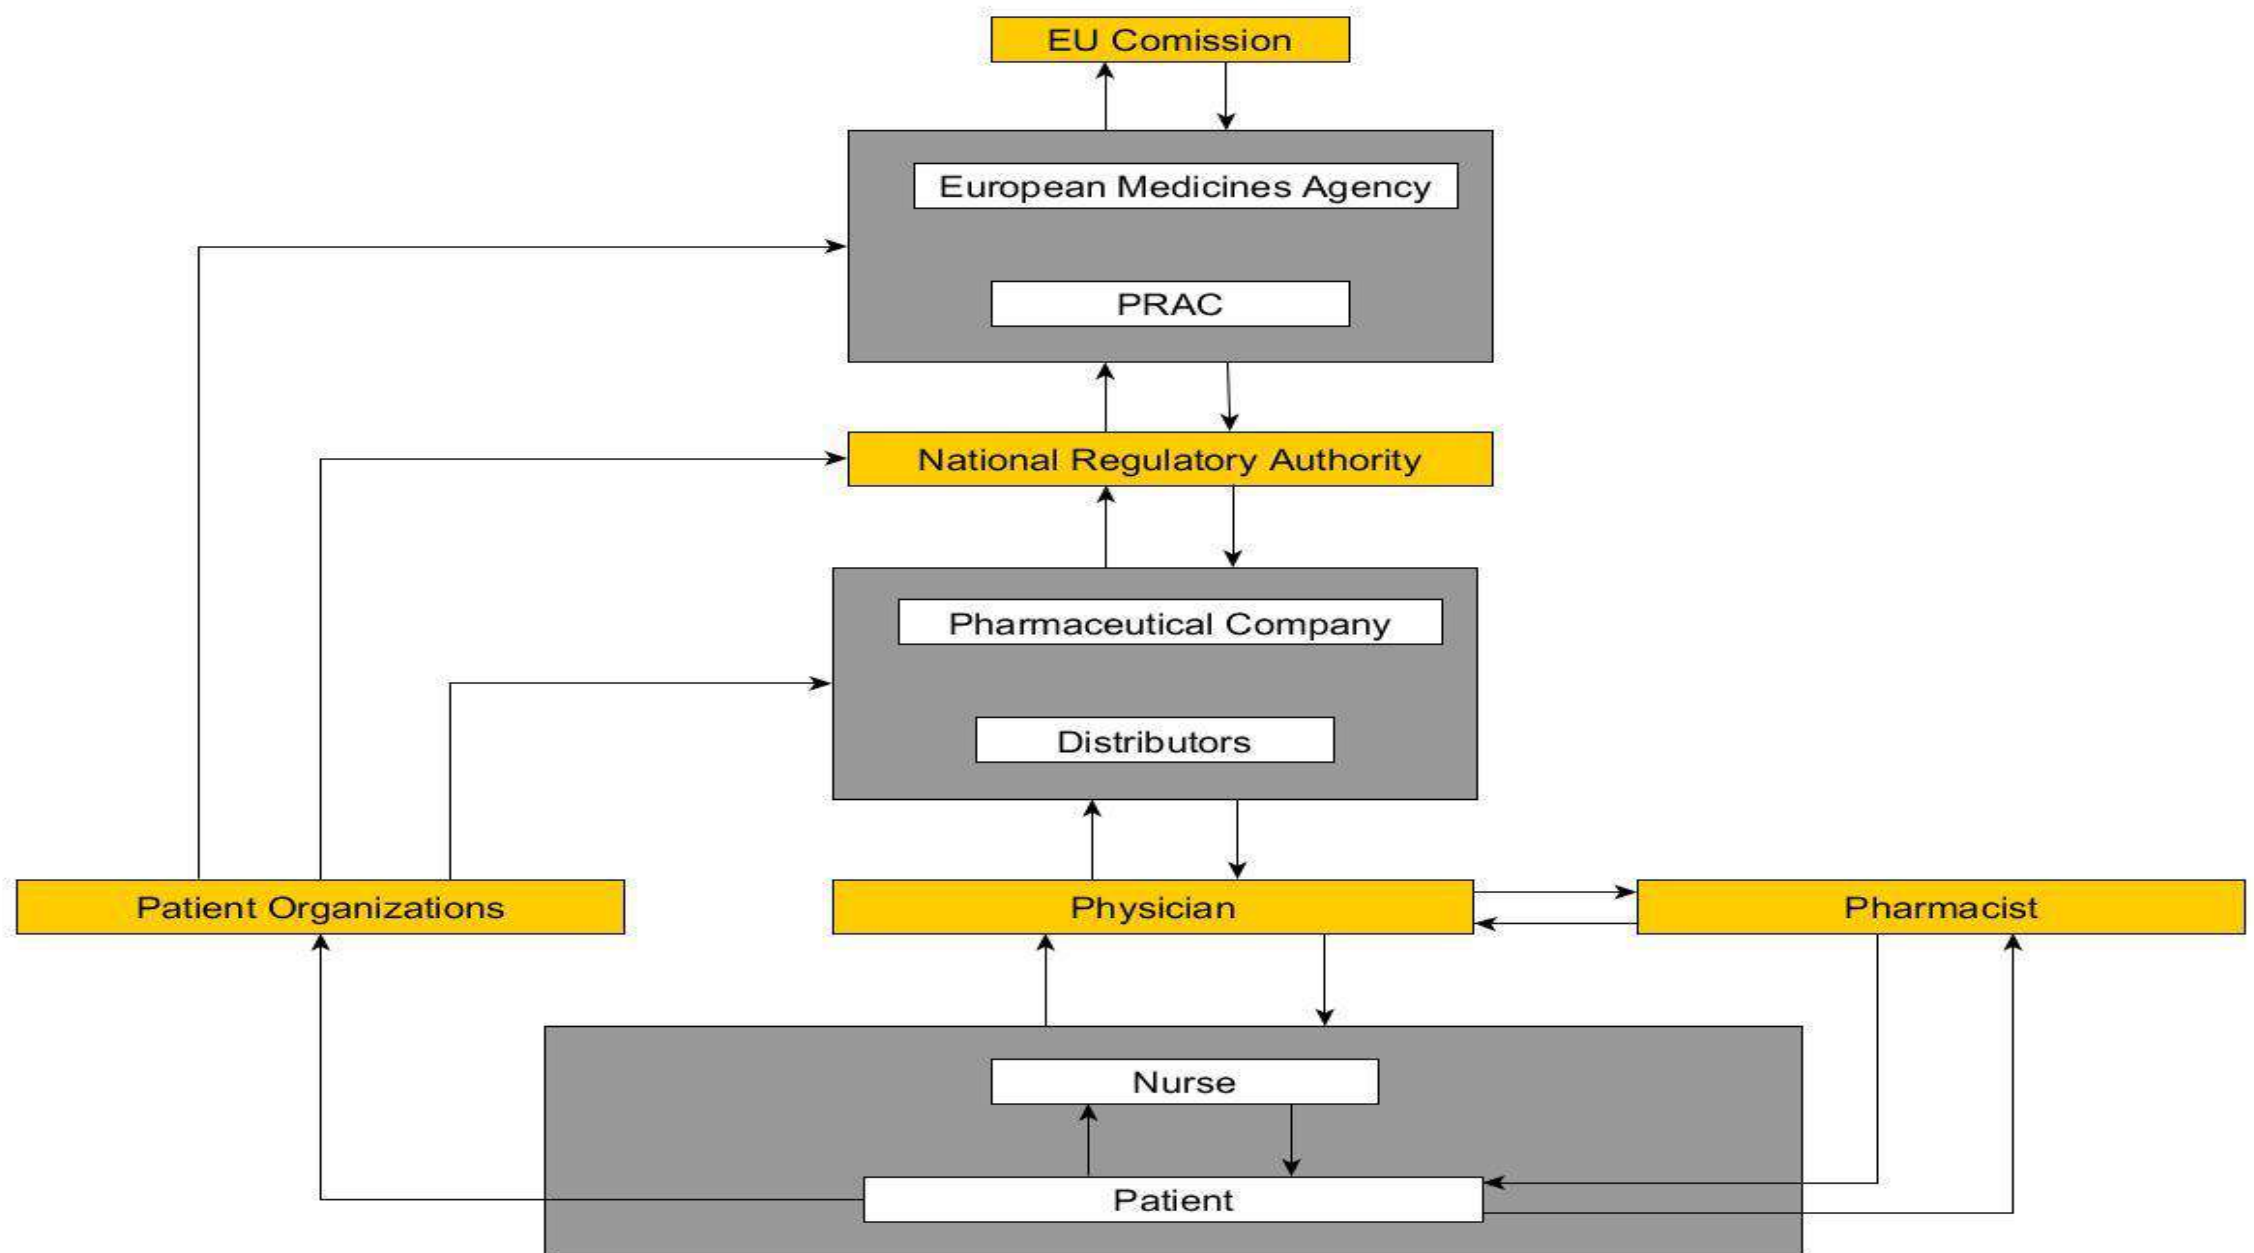 EU Comission
European Medicines Agency
PRAC
National Regulatory Authority
Pharmaceutical Company
Distributors
Patient Organizations
Physician
Pharmacist
Nurse
Patient